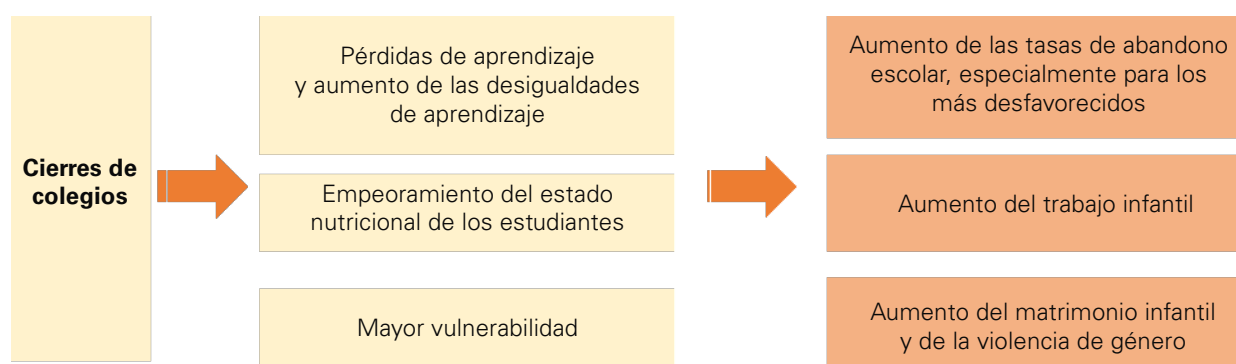 Cierres de
colegios
Pérdidas de aprendizaje
y aumento de las desigualdades
de aprendizaje
Empeoramiento del estado
nutricional de los estudiantes
Mayor vulnerabilidad
Aumento de las tasas de abandono
escolar, especialmente para los
más desfavorecidos
Aumento del trabajo infantil
Aumento del matrimonio infantil
y de la violencia de género